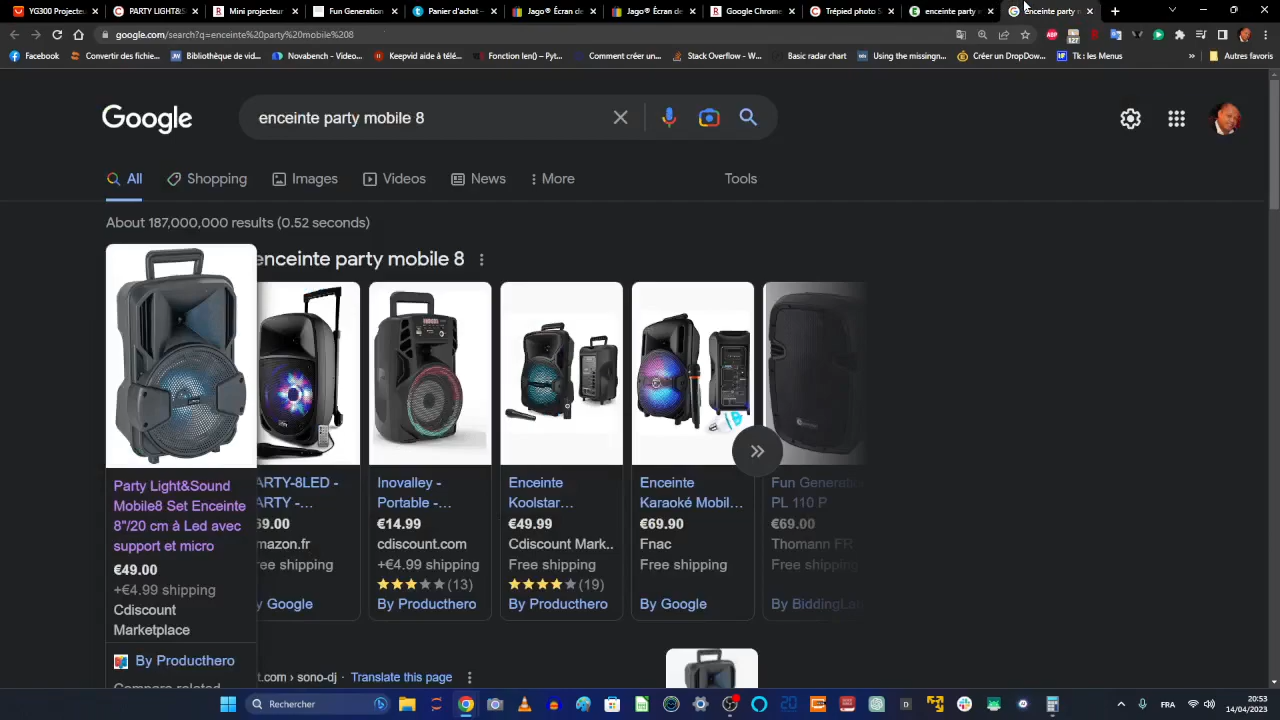 YG300 Projecteur
PARTY LIGHT&S
Mini projecteur
Fun Generation
Panier d'achat –
Jago® Écran de
Jago® Écran de
Google Chrome
Trépied photo S
enceinte party m
Enceinte party m
google.com/search?q=enceinte%20party%20mobile%208
Facebook
Convertir des fichie...
Bibliothèque de vid...
Novabench - Vérifi...
Keepvid aide à télé...
Fonction len() – Pyt...
Comment créer un...
Stack Overflow - W...
Basic radar chart
Using the missingn...
Créer un DropDow...
Tk : les Menus
»
Autres favoris
Google
enceinte party mobile 8
All
Shopping
Images
Videos
News
More
Tools
About 187,000,000 results (0.52 seconds)
enceinte party mobile 8
Party Light&Sound
Mobile8 Set Enceinte
8"/20 cm à Led avec
support et micro
€49.00
+€4.99 shipping
Cdiscount
Marketplace
By Producthero
ARTY-8LED -
ARTY -...
69.00
mazon.fr
ee shipping
y Google
Inovalley -
Portable -...
€14.99
cdiscount.com
+€4.99 shipping
(13)
By Producthero
Enceinte
Koolstar...
€49.99
Cdiscount Mark..
Free shipping
(19)
By Producthero
Enceinte
Karaoké Mobil...
€69.90
Fnac
Free shipping
By Google
Fun Generatio
PL 110 P
€69.00
Thomann FR
Free shipping
By BiddingLab
t.com › sono-dj
Translate this page
Rechercher
FRA
20:53
14/04/2023